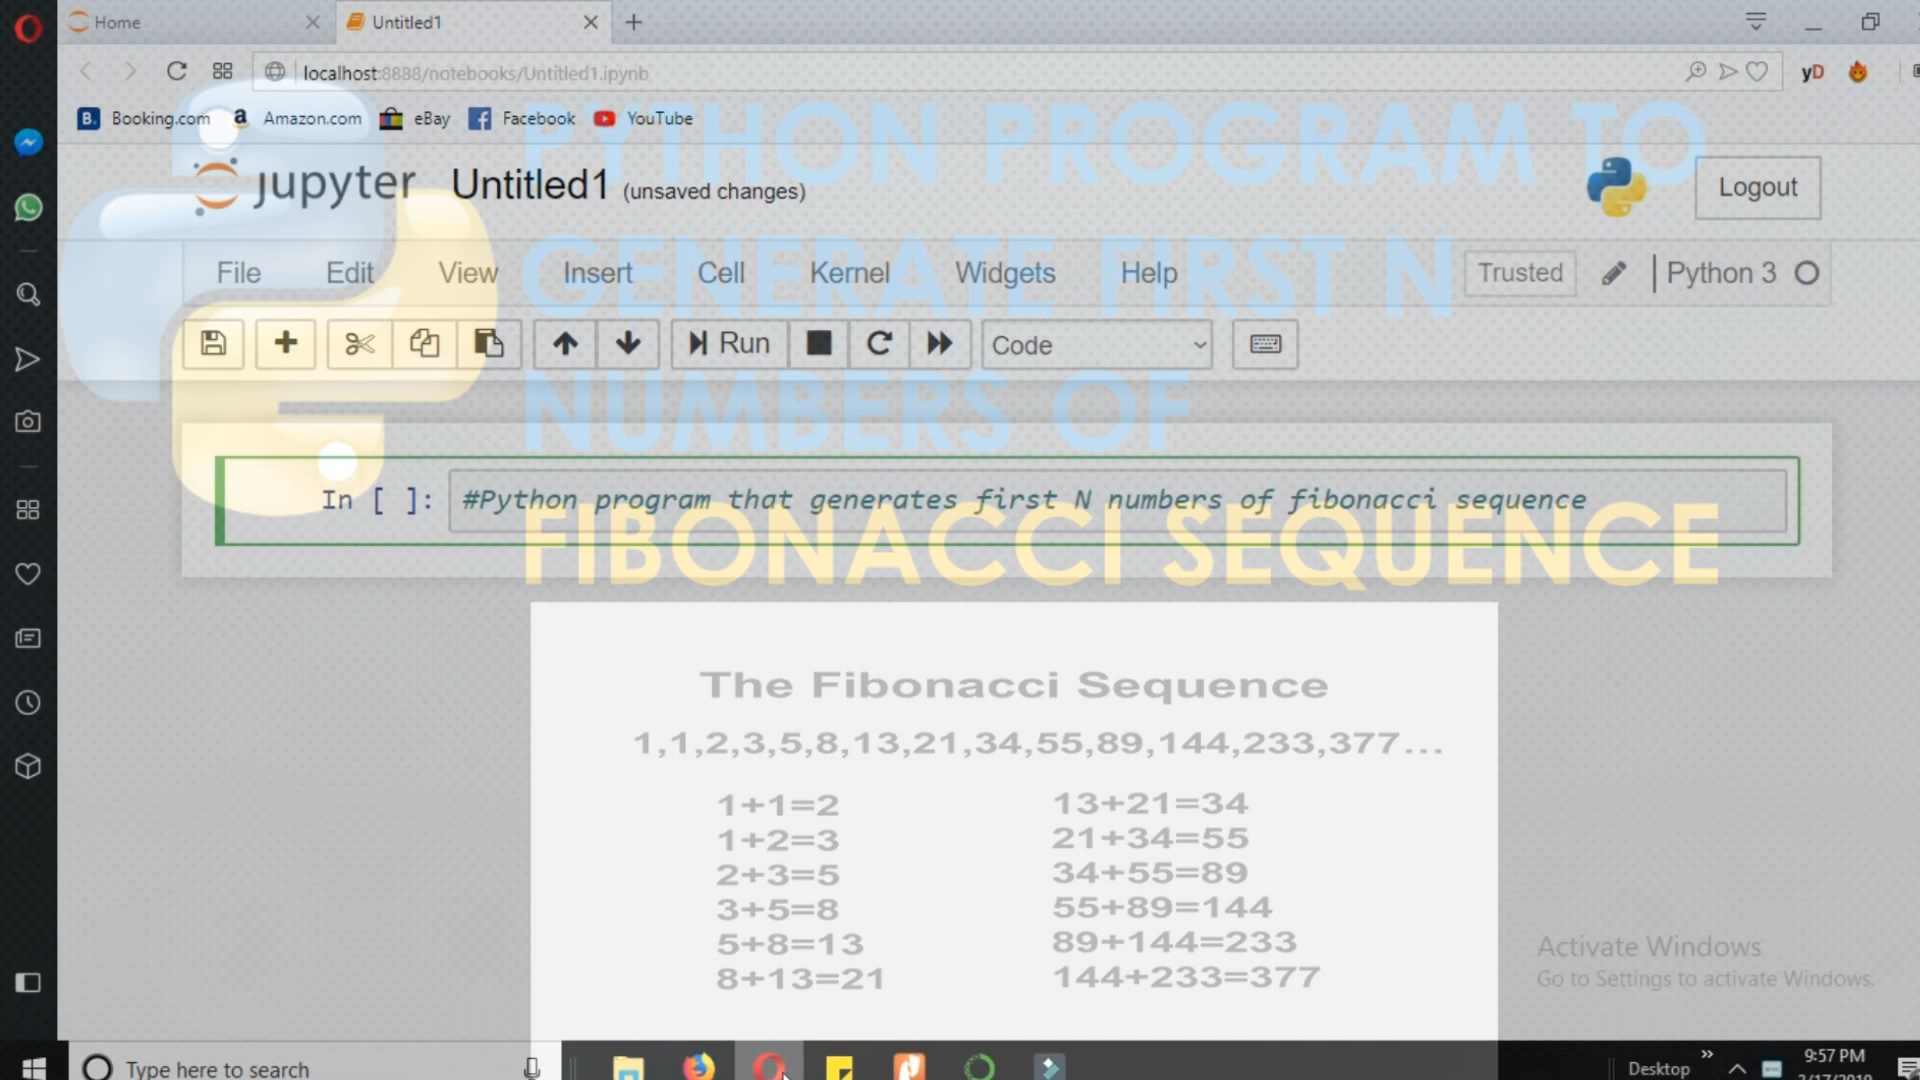 Home
Untitled1
localhost:8888/notebooks/Untitled1.ipynb
yD
B. Booking.com
a Amazon.com
eBay
Facebook
YouTube
PYTHON PROGRAM TO
jupyter Untitled1 (unsaved changes)
Logout
GENERATE FIRST N
File Edit View Insert Cell Kernel Widgets Help
Trusted
Python 3
Run
Code
NUMBERS OF
In [ ]: #Python program that generates first N numbers of fibonacci sequence
FIBONACCI SEQUENCE
The Fibonacci Sequence
1,1,2,3,5,8,13,21,34,55,89,144,233,377...
1+1=2
1+2=3
2+3=5
3+5=8
5+8=13
8+13=21
13+21=34
21+34=55
34+55=89
55+89=144
89+144=233
144+233=377
Activate Windows
Go to Settings to activate Windows.
Type here to search
Desktop
9:57 PM